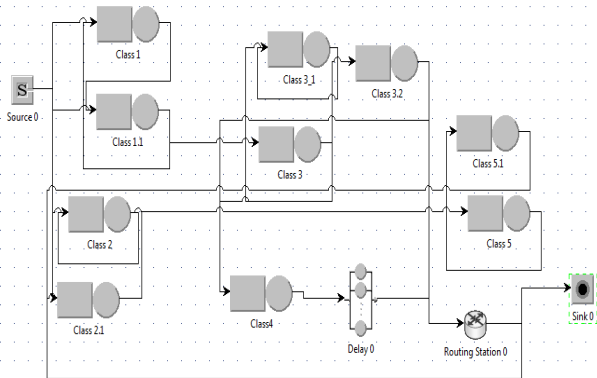 Class 1
S
Source 0
Class 1.1
Class 3_1
Class 3.2
Class 3
Class 5.1
Class 2
Class 5
Class 2.1
Class4
Delay 0
Routing Station 0
Sink 0